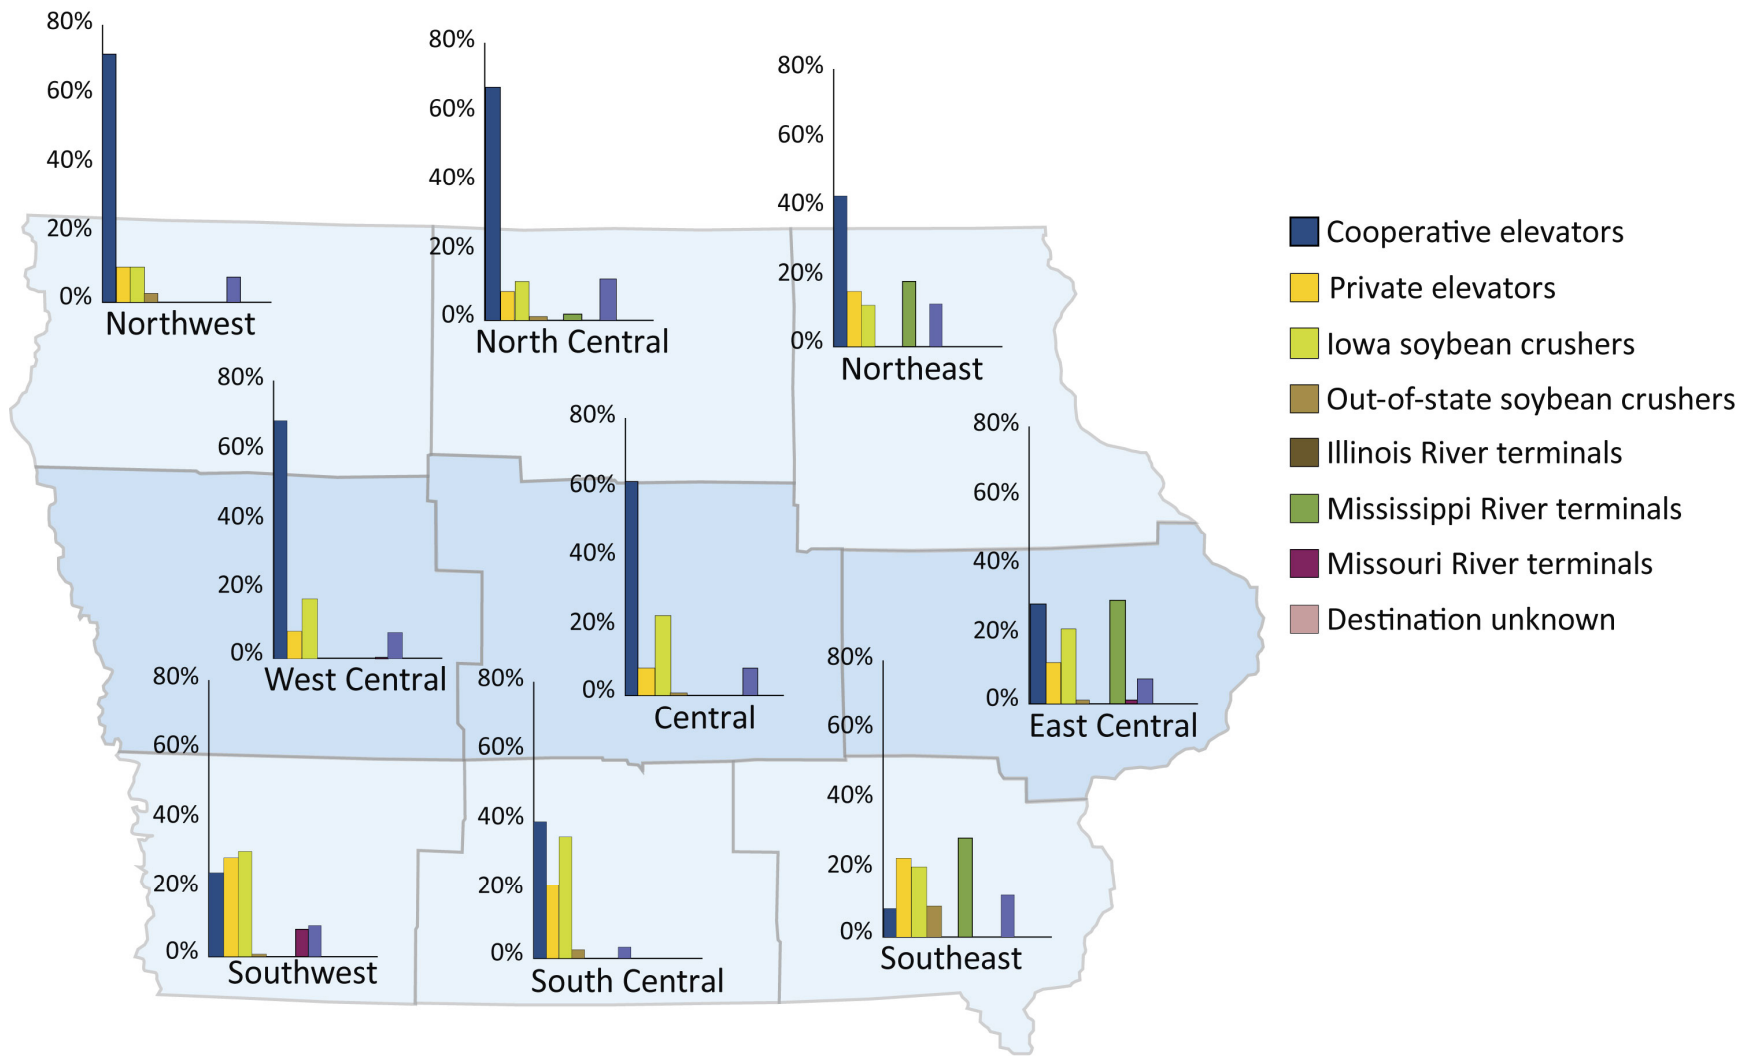 80%
60%
40%
20%
0%
Northwest
80%
60%
40%
20%
0%
North Central
80%
60%
40%
20%
0%
Northeast
80%
60%
40%
20%
0%
West Central
80%
60%
40%
20%
0%
Central
80%
60%
40%
20%
0%
East Central
80%
60%
40%
20%
0%
Southwest
80%
60%
40%
20%
0%
South Central
80%
60%
40%
20%
0%
Southeast
Cooperative elevators
Private elevators
Iowa soybean crushers
Out-of-state soybean crushers
Illinois River terminals
Mississippi River terminals
Missouri River terminals
Destination unknown